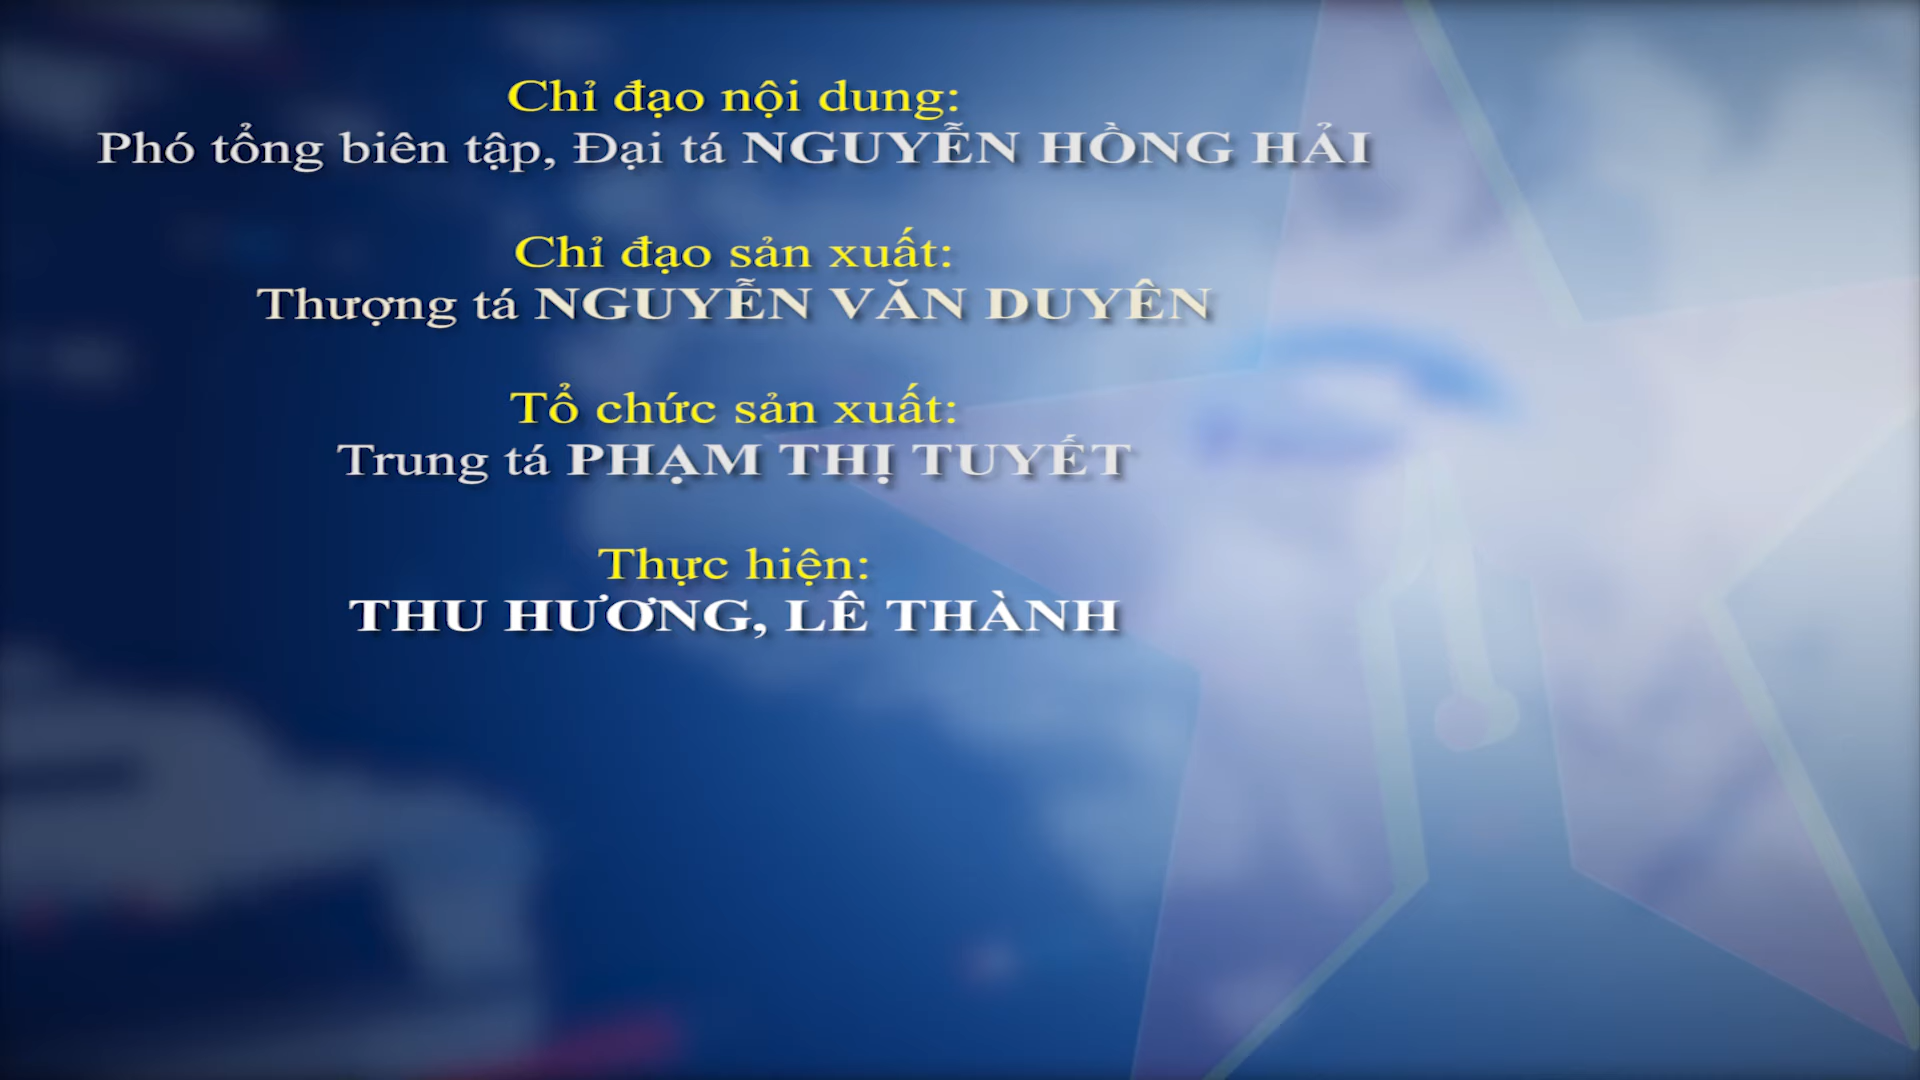 Chỉ đạo nội dung:
Phó tổng biên tập, Đại tá NGUYỄN HỒNG HẢI
Chỉ đạo sản xuất:
Thượng tá NGUYỄN VĂN DUYÊN
Tổ chức sản xuất:
Trung tá PHẠM THỊ TUYẾT
Thực hiện:
THU HƯƠNG, LÊ THÀNH